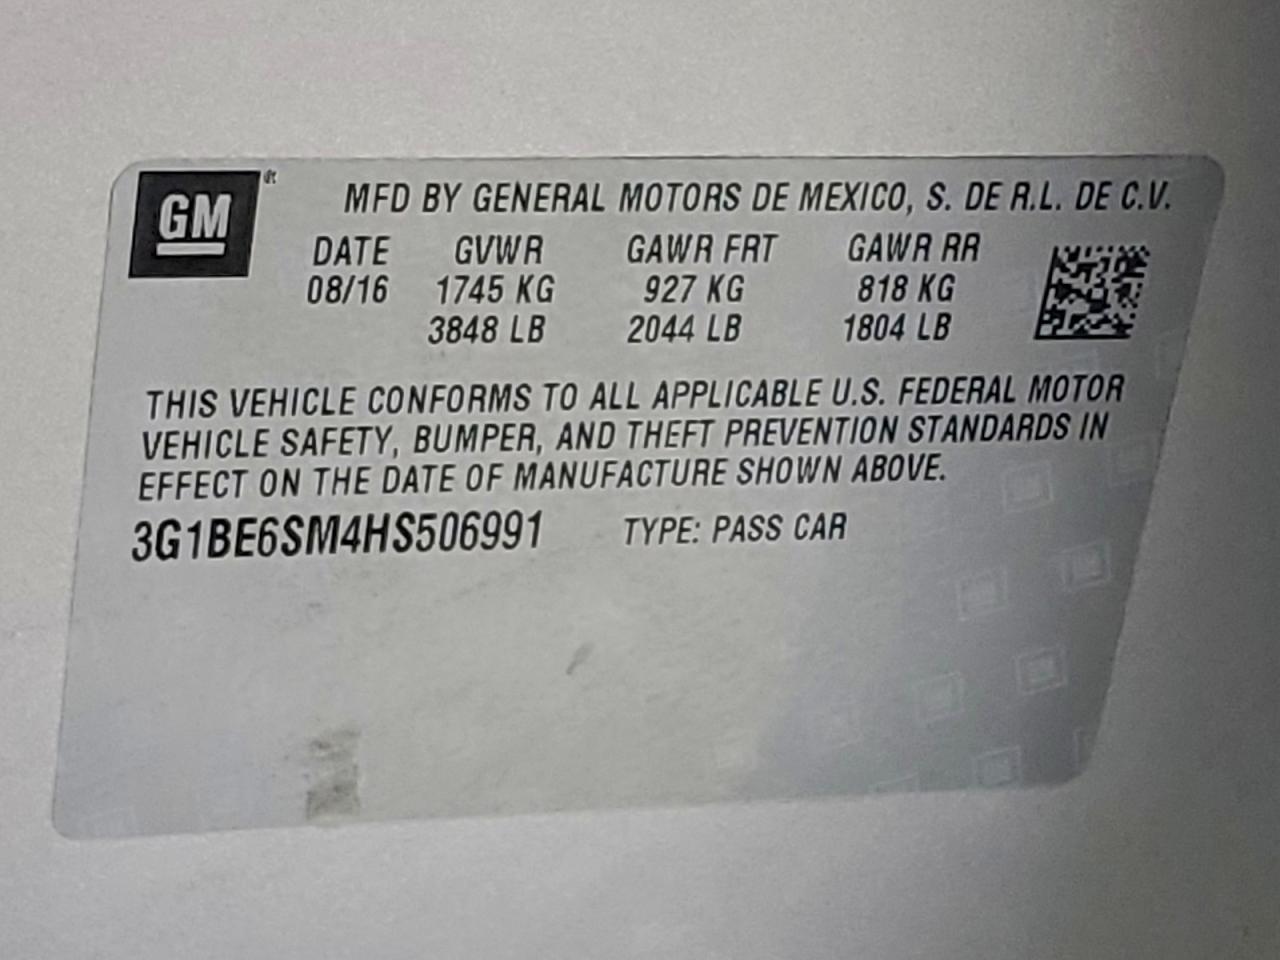 GM
MFD BY GENERAL MOTORS DE MEXICO, S. DE R.L. DE C.V.
DATE GVWR GAWR FRT GAWR RR
08/16 1745 KG 927 KG 818 KG
3848 LB 2044 LB 1804 LB
THIS VEHICLE CONFORMS TO ALL APPLICABLE U.S. FEDERAL MOTOR
VEHICLE SAFETY, BUMPER, AND THEFT PREVENTION STANDARDS IN
EFFECT ON THE DATE OF MANUFACTURE SHOWN ABOVE.
3G1BE6SM4HS506991 TYPE: PASS CAR